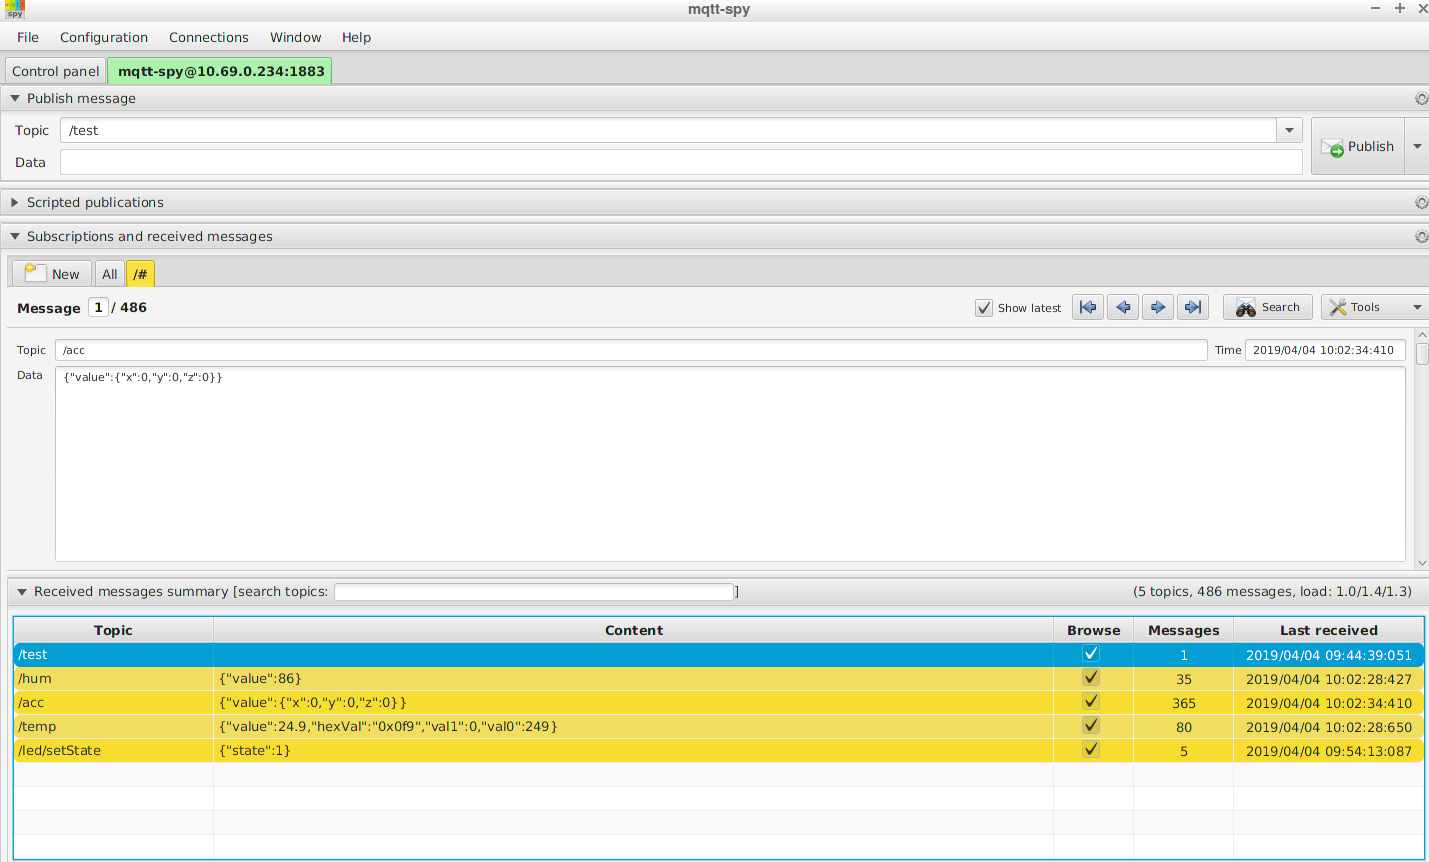 mqtt-spy
spy
File Configuration Connections Window Help
Control panel mqtt-spy@10.69.0.234:1883
Publish message
Topic /test
Publish
Data
Scripted publications
Subscriptions and received messages
New All /#
Message 1 / 486 Show latest Search Tools
Topic /acc Time 2019/04/04 10:02:34:410
Data {"value":{"x":0,"y":0,"z":0}}
Received messages summary [search topics: ] (5 topics, 486 messages, load: 1.0/1.4/1.3)
Topic Content Browse Messages Last received
/test 1 2019/04/04 09:44:39:051
/hum {"value":86} 35 2019/04/04 10:02:28:427
/acc {"value":{"x":0,"y":0,"z":0}} 365 2019/04/04 10:02:34:410
/temp {"value":24.9,"hexVal":"0x0f9","val1":0,"val0":249} 80 2019/04/04 10:02:28:650
/led/setState {"state":1} 5 2019/04/04 09:54:13:087